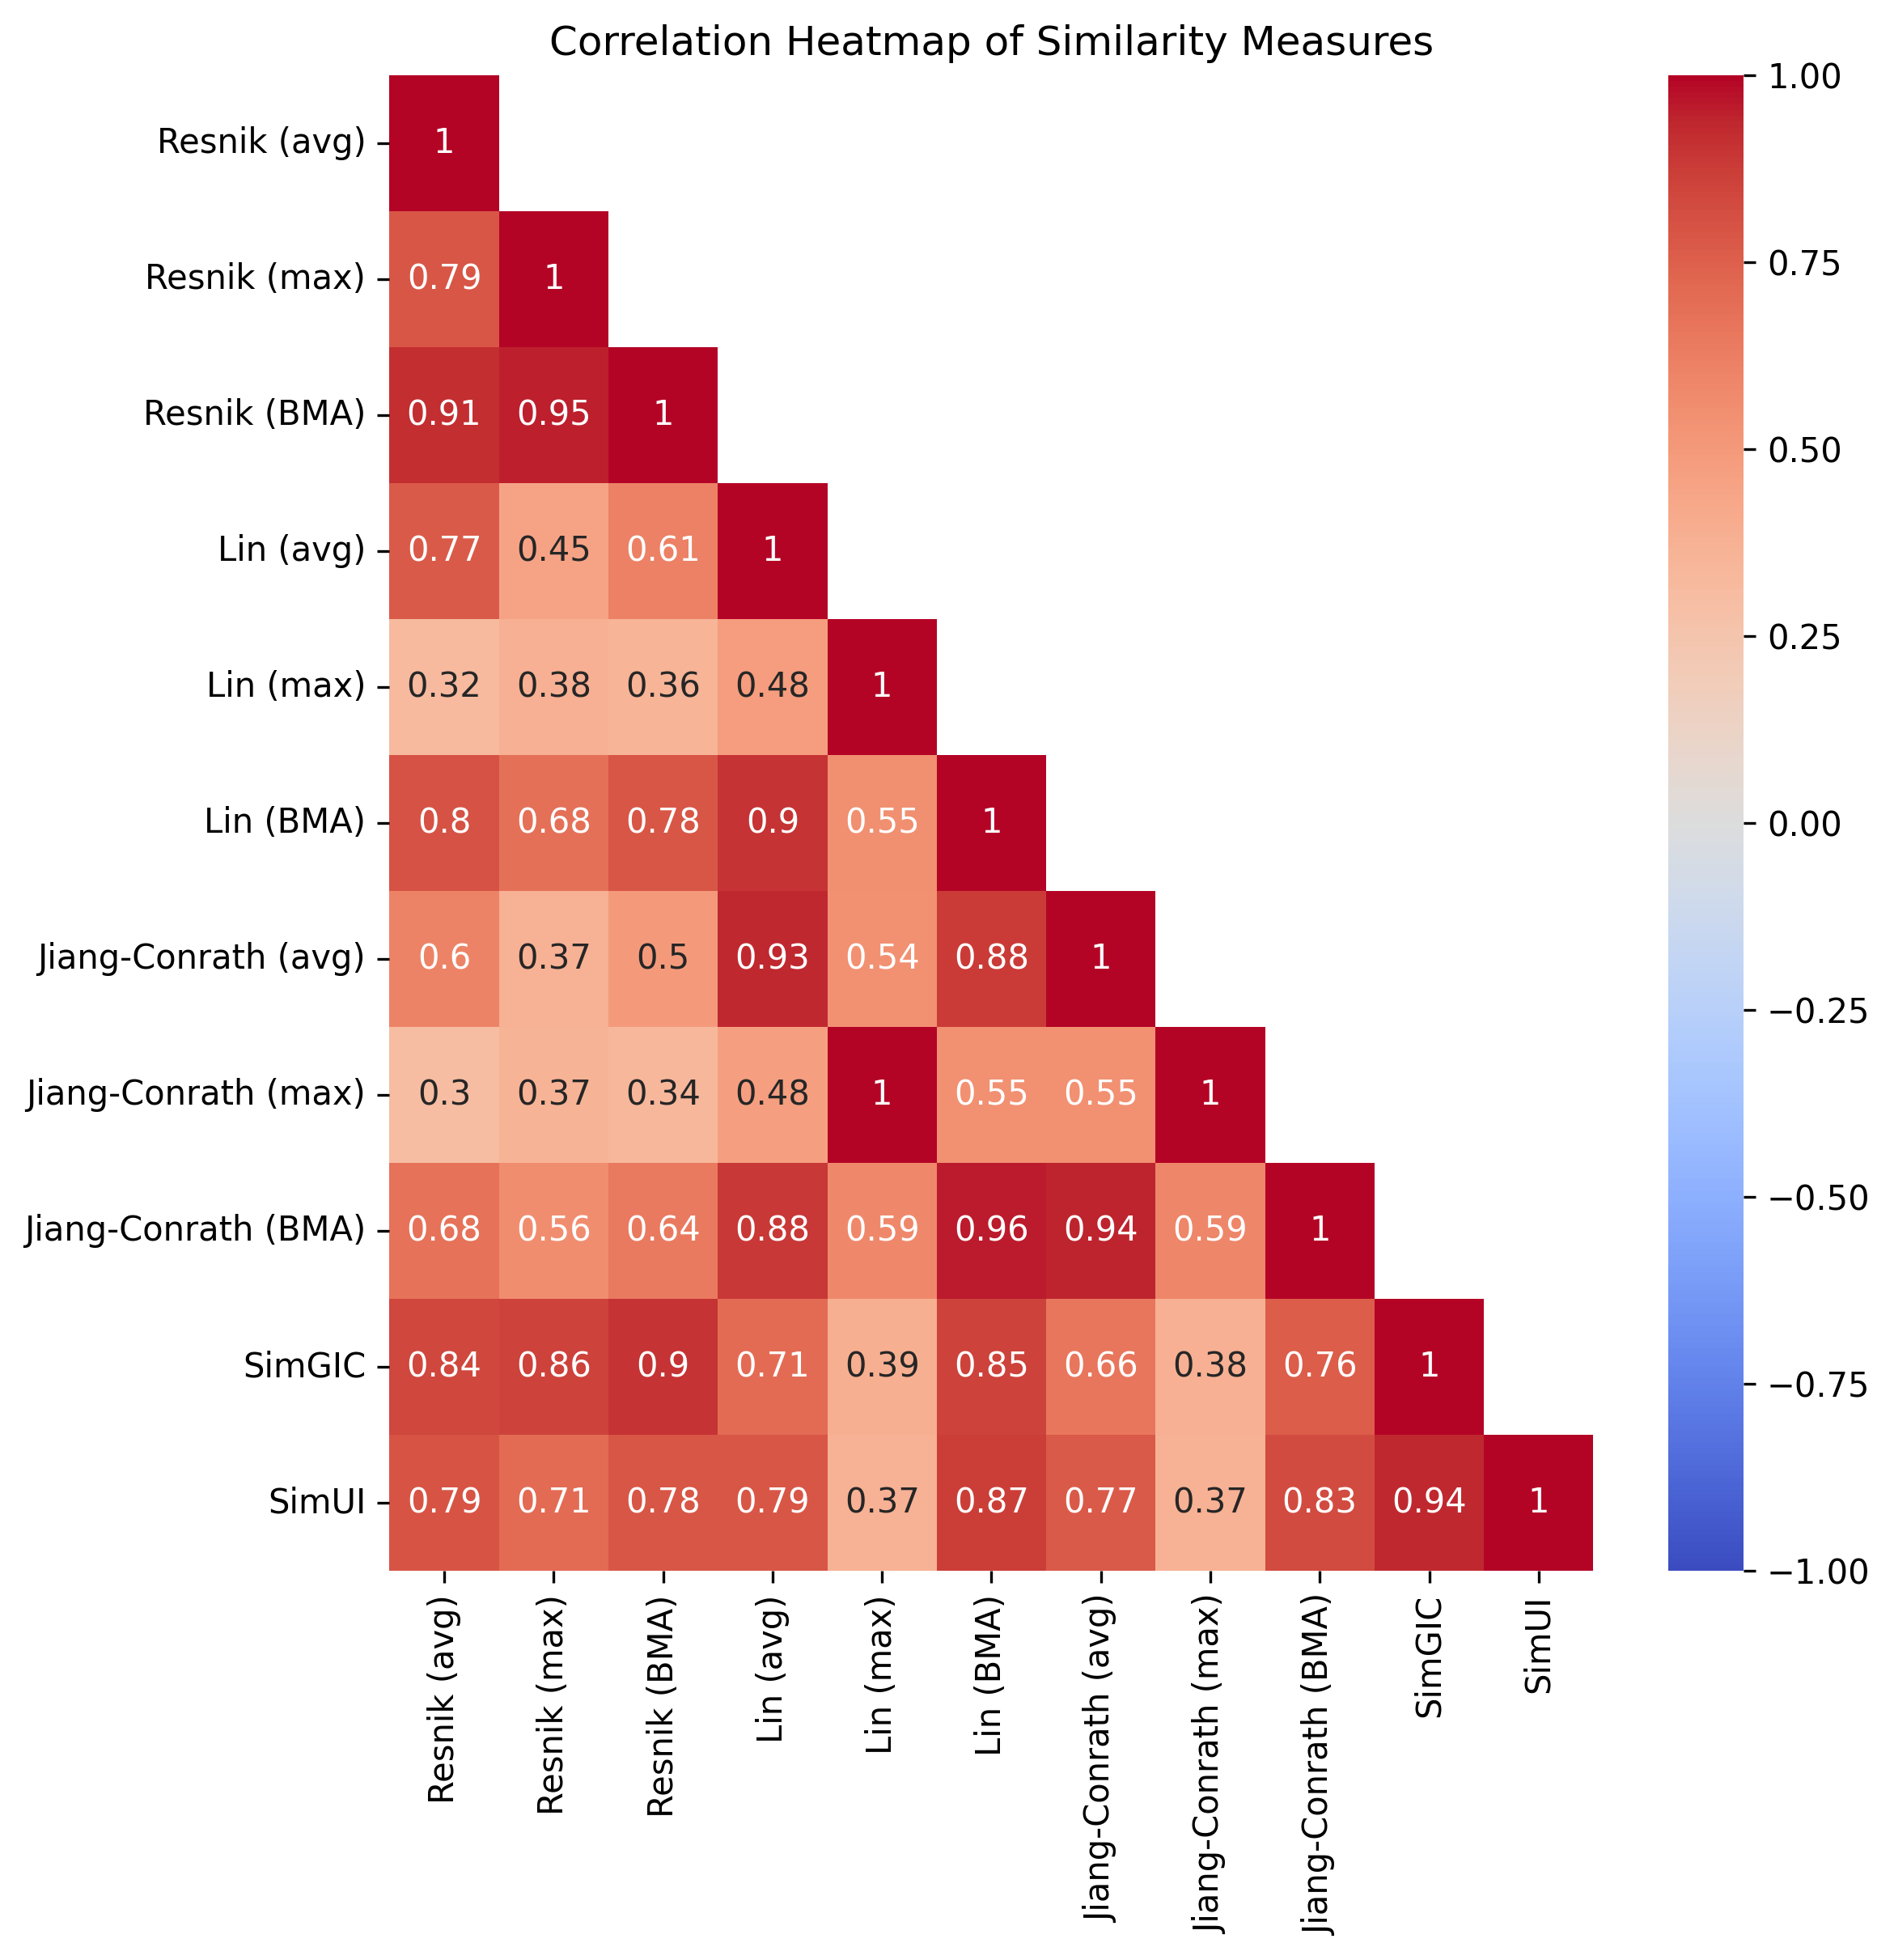 Correlation Heatmap of Similarity Measures
Resnik (avg) 1
Resnik (max) 0.79 1
Resnik (BMA) 0.91 0.95 1
Lin (avg) 0.77 0.45 0.61 1
Lin (max) 0.32 0.38 0.36 0.48 1
Lin (BMA) 0.8 0.68 0.78 0.9 0.55 1
Jiang-Conrath (avg) 0.6 0.37 0.5 0.93 0.54 0.88 1
Jiang-Conrath (max) 0.3 0.37 0.34 0.48 1 0.55 0.55 1
Jiang-Conrath (BMA) 0.68 0.56 0.64 0.88 0.59 0.96 0.94 0.59 1
SimGIC 0.84 0.86 0.9 0.71 0.39 0.85 0.66 0.38 0.76 1
SimUI 0.79 0.71 0.78 0.79 0.37 0.87 0.77 0.37 0.83 0.94 1
Resnik (avg)
Resnik (max)
Resnik (BMA)
Lin (avg)
Lin (max)
Lin (BMA)
Jiang-Conrath (avg)
Jiang-Conrath (max)
Jiang-Conrath (BMA)
SimGIC
SimUI
1.00
0.75
0.50
0.25
0.00
−0.25
−0.50
−0.75
−1.00